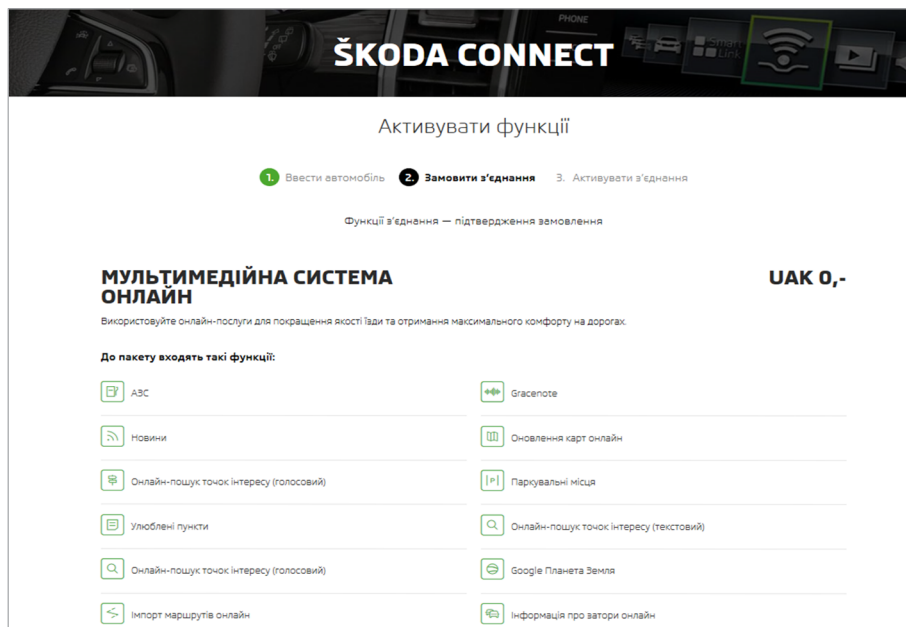 PHONE
ŠKODA CONNECT
Smart
Link
Активувати функції
1. Ввести автомобіль 2. Замовити з’єднання 3. Активувати з’єднання
Функції з’єднання — підтвердження замовлення
МУЛЬТИМЕДІЙНА СИСТЕМА
ОНЛАЙН
UAK 0,-
Використовуйте онлайн-послуги для покращення якості їзди та отримання максимального комфорту на дорогах.
До пакету входять такі функції:
АЗС
Gracenote
Новини
Оновлення карт онлайн
Онлайн-пошук точок інтересу (голосовий)
Паркувальні місця
Улюблені пункти
Онлайн-пошук точок інтересу (текстовий)
Онлайн-пошук точок інтересу (голосовий)
Google Планета Земля
Імпорт маршрутів онлайн
Інформація про затори онлайн